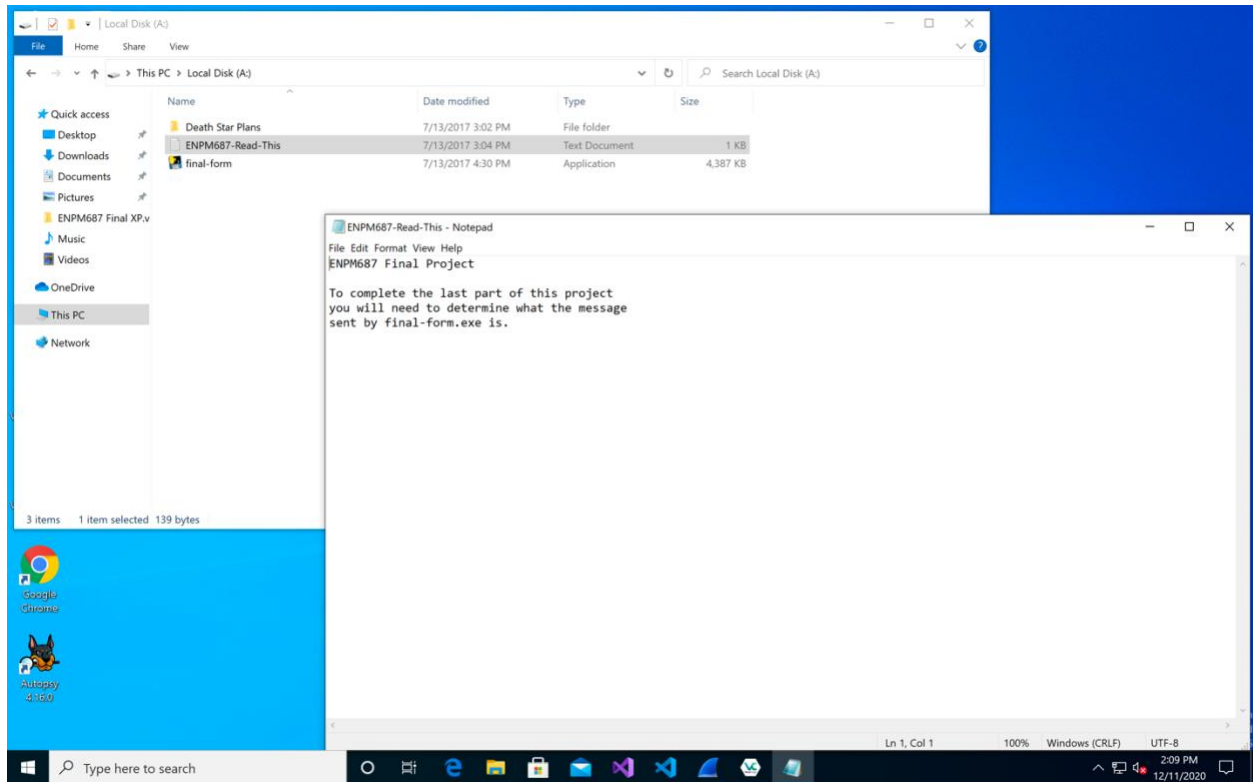 Local Disk (A:)
File Home Share View
This PC > Local Disk (A:)
Search Local Disk (A:)
Name Date modified Type Size
Quick access
Desktop
Downloads
Documents
Pictures
ENPM687 Final XP.v
Music
Videos
OneDrive
This PC
Network
Death Star Plans 7/13/2017 3:02 PM File folder
ENPM687-Read-This 7/13/2017 3:04 PM Text Document 1 KB
final-form 7/13/2017 4:30 PM Application 4,387 KB
3 items 1 item selected 139 bytes
ENPM687-Read-This - Notepad
File Edit Format View Help
ENPM687 Final Project
To complete the last part of this project
you will need to determine what the message
sent by final-form.exe is.
Ln 1, Col 1 100% Windows (CRLF) UTF-8
Google
Chrome
Autopsy
4.16.0
Type here to search
2:09 PM
12/11/2020